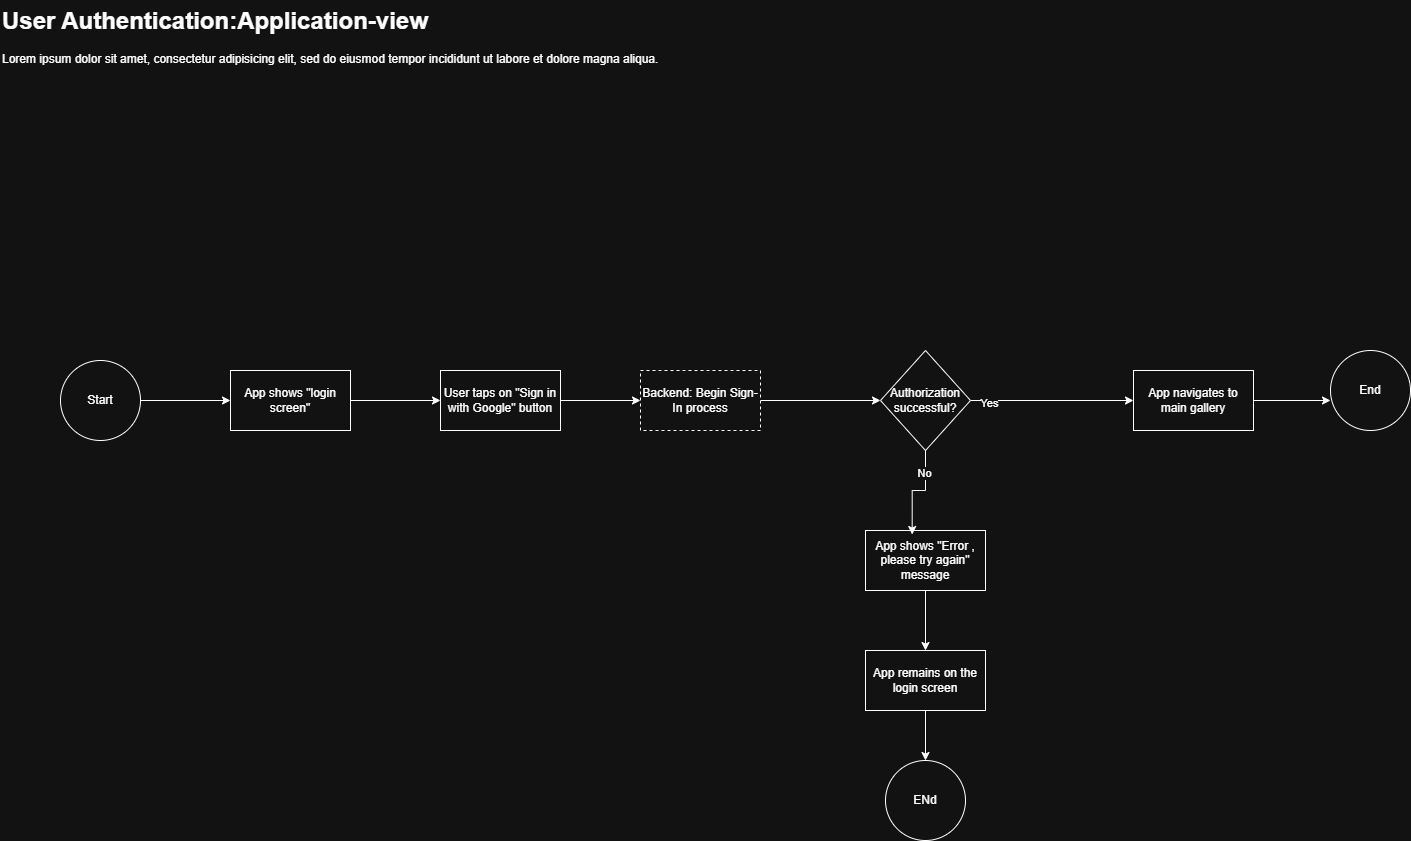 User Authentication:Application-view
Lorem ipsum dolor sit amet, consectetur adipisicing elit, sed do eiusmod tempor incididunt ut labore et dolore magna aliqua.
Start
App shows "login
screen"
User taps on "Sign in
with Google" button
Backend: Begin Sign-
In process
Authorization
successful?
Yes
App navigates to
main gallery
End
No
App shows "Error ,
please try again"
message
App remains on the
login screen
ENd